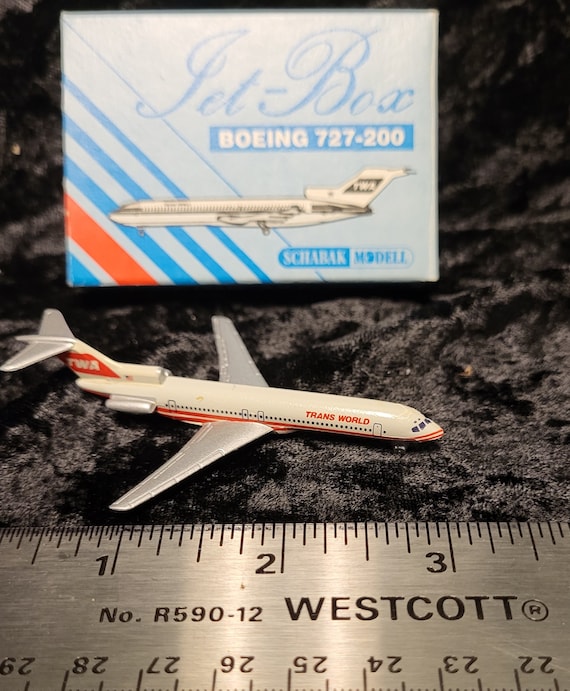 Jet-Box
BOEING 727-200
TWA
SCHABAK MODELL
TWA
TRANS WORLD
1 2 3
No. R590-12 WESTCOTT®
29 28 27 26 25 24 23 22